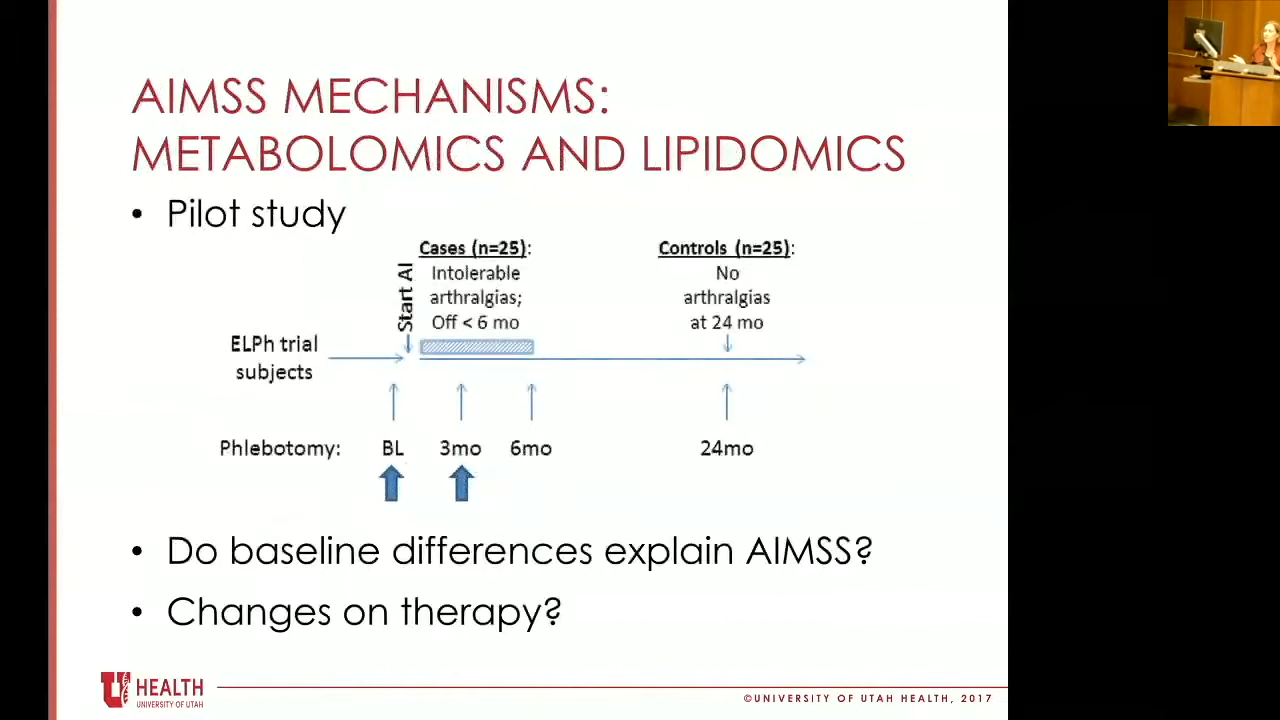 AIMSS MECHANISMS:
METABOLOMICS AND LIPIDOMICS
• Pilot study
Start AI
Cases (n=25):
Intolerable
arthralgias;
Off < 6 mo
Controls (n=25):
No
arthralgias
at 24 mo
ELPh trial
subjects
Phlebotomy: BL 3mo 6mo 24mo
• Do baseline differences explain AIMSS?
• Changes on therapy?
U HEALTH
UNIVERSITY OF UTAH
©UNIVERSITY OF UTAH HEALTH, 2017